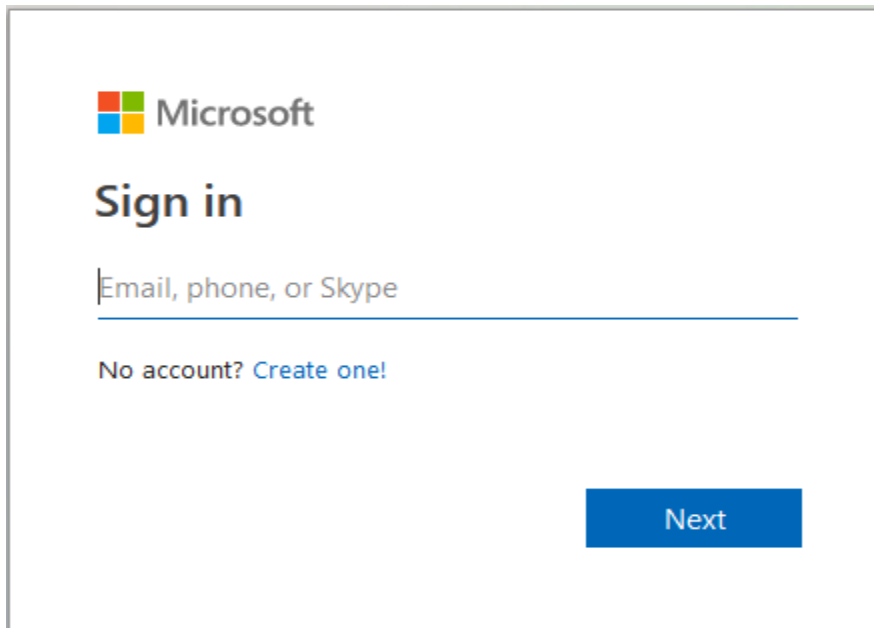 Microsoft
Sign in
Email, phone, or Skype
No account? Create one!
Next